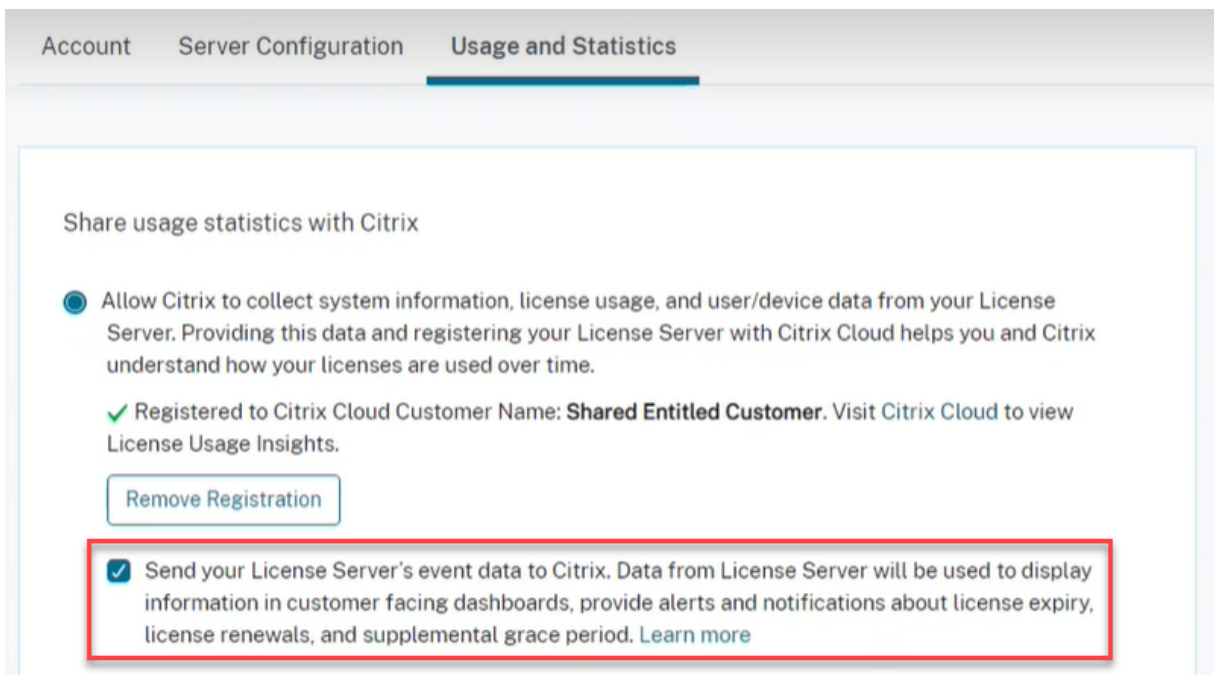 Account Server Configuration Usage and Statistics
Share usage statistics with Citrix
Allow Citrix to collect system information, license usage, and user/device data from your License
Server. Providing this data and registering your License Server with Citrix Cloud helps you and Citrix
understand how your licenses are used over time.
Registered to Citrix Cloud Customer Name: Shared Entitled Customer. Visit Citrix Cloud to view
License Usage Insights.
Remove Registration
Send your License Server's event data to Citrix. Data from License Server will be used to display
information in customer facing dashboards, provide alerts and notifications about license expiry,
license renewals, and supplemental grace period. Learn more